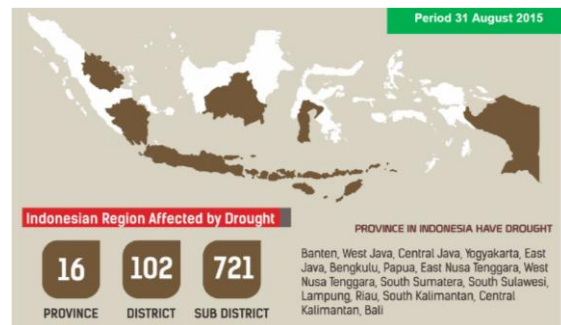 Period 31 August 2015
Indonesian Region Affected by Drought
16
PROVINCE
102
DISTRICT
721
SUB DISTRICT
PROVINCE IN INDONESIA HAVE DROUGHT
Banten, West Java, Central Java, Yogyakarta, East
Java, Bengkulu, Papua, East Nusa Tenggara, West
Nusa Tenggara, South Sumatera, South Sulawesi,
Lampung, Riau, South Kalimantan, Central
Kalimantan, Bali